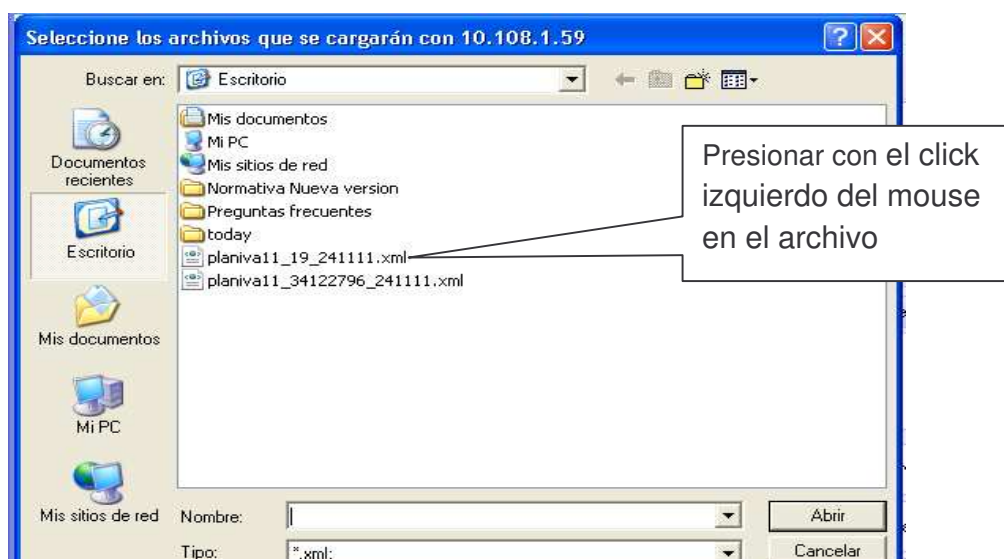 Seleccione los archivos que se cargarán con 10.108.1.59
Buscar en:
Escritorio
Documentos
recientes
Escritorio
Mis documentos
Mi PC
Mis sitios de red
Mis documentos
Mi PC
Mis sitios de red
Normativa Nueva version
Preguntas frecuentes
today
planiva11_19_241111.xml
planiva11_34122796_241111.xml
Presionar con el click
izquierdo del mouse
en el archivo
Nombre:
Abrir
Tipo:
*.xml;
Cancelar